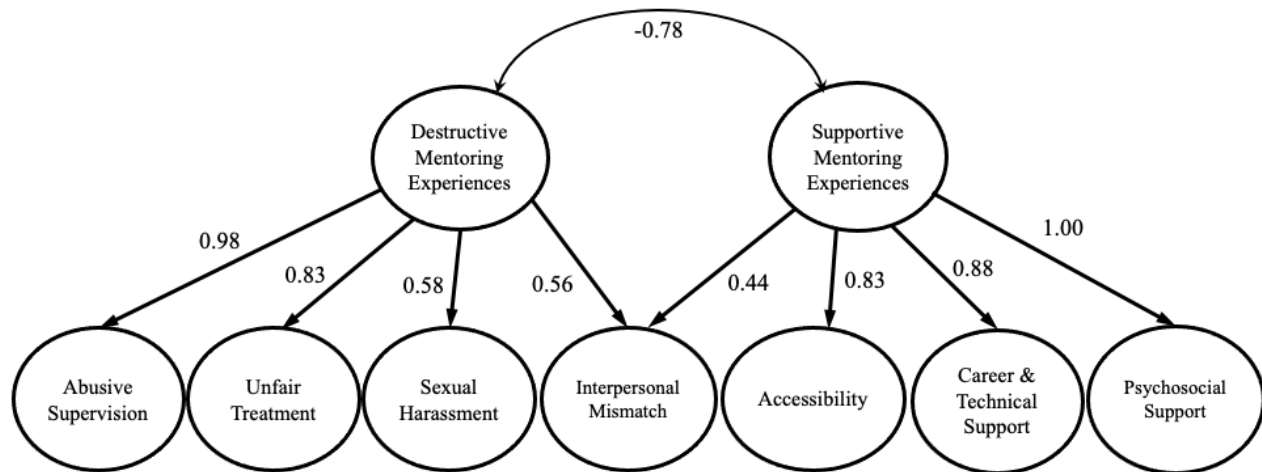 -0.78
Destructive
Mentoring
Experiences
Supportive
Mentoring
Experiences
0.98
0.83
0.58
0.56
0.44
0.83
0.88
1.00
Abusive
Supervision
Unfair
Treatment
Sexual
Harassment
Interpersonal
Mismatch
Accessibility
Career &
Technical
Support
Psychosocial
Support